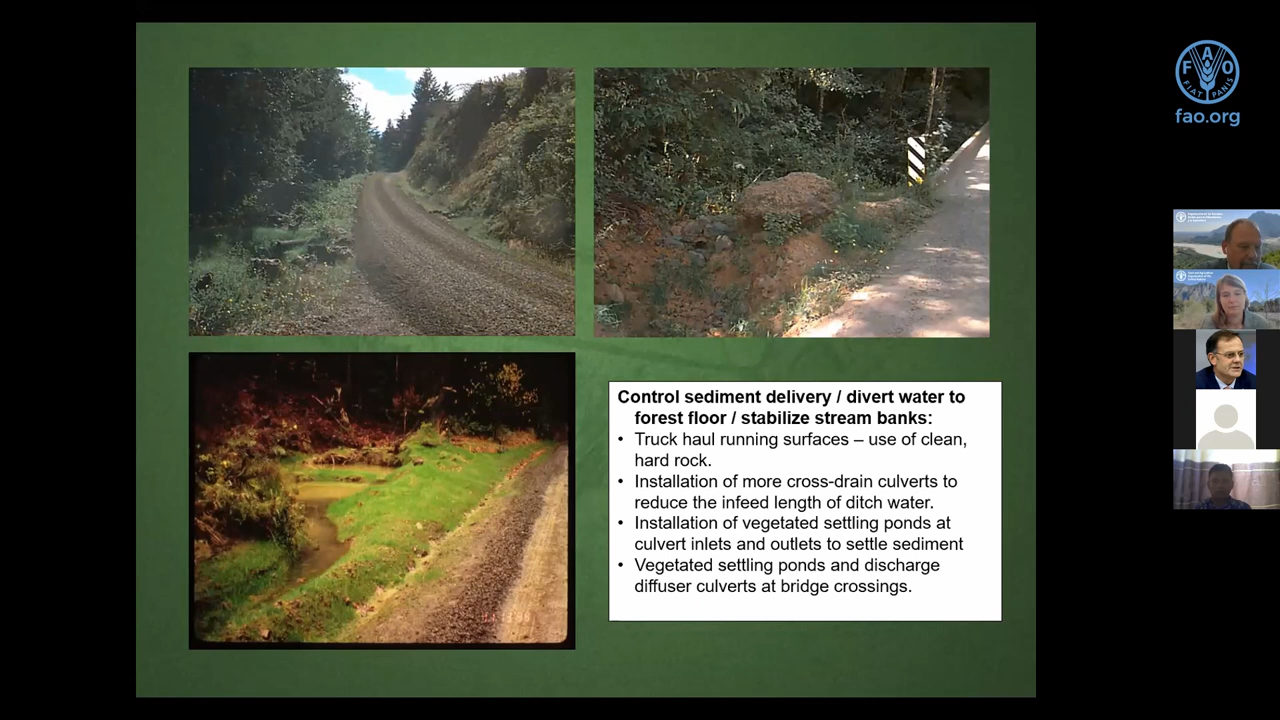 Control sediment delivery / divert water to
forest floor / stabilize stream banks:
• Truck haul running surfaces – use of clean,
hard rock.
• Installation of more cross-drain culverts to
reduce the infeed length of ditch water.
• Installation of vegetated settling ponds at
culvert inlets and outlets to settle sediment
• Vegetated settling ponds and discharge
diffuser culverts at bridge crossings.
F A O
FIAT PANIS
fao.org